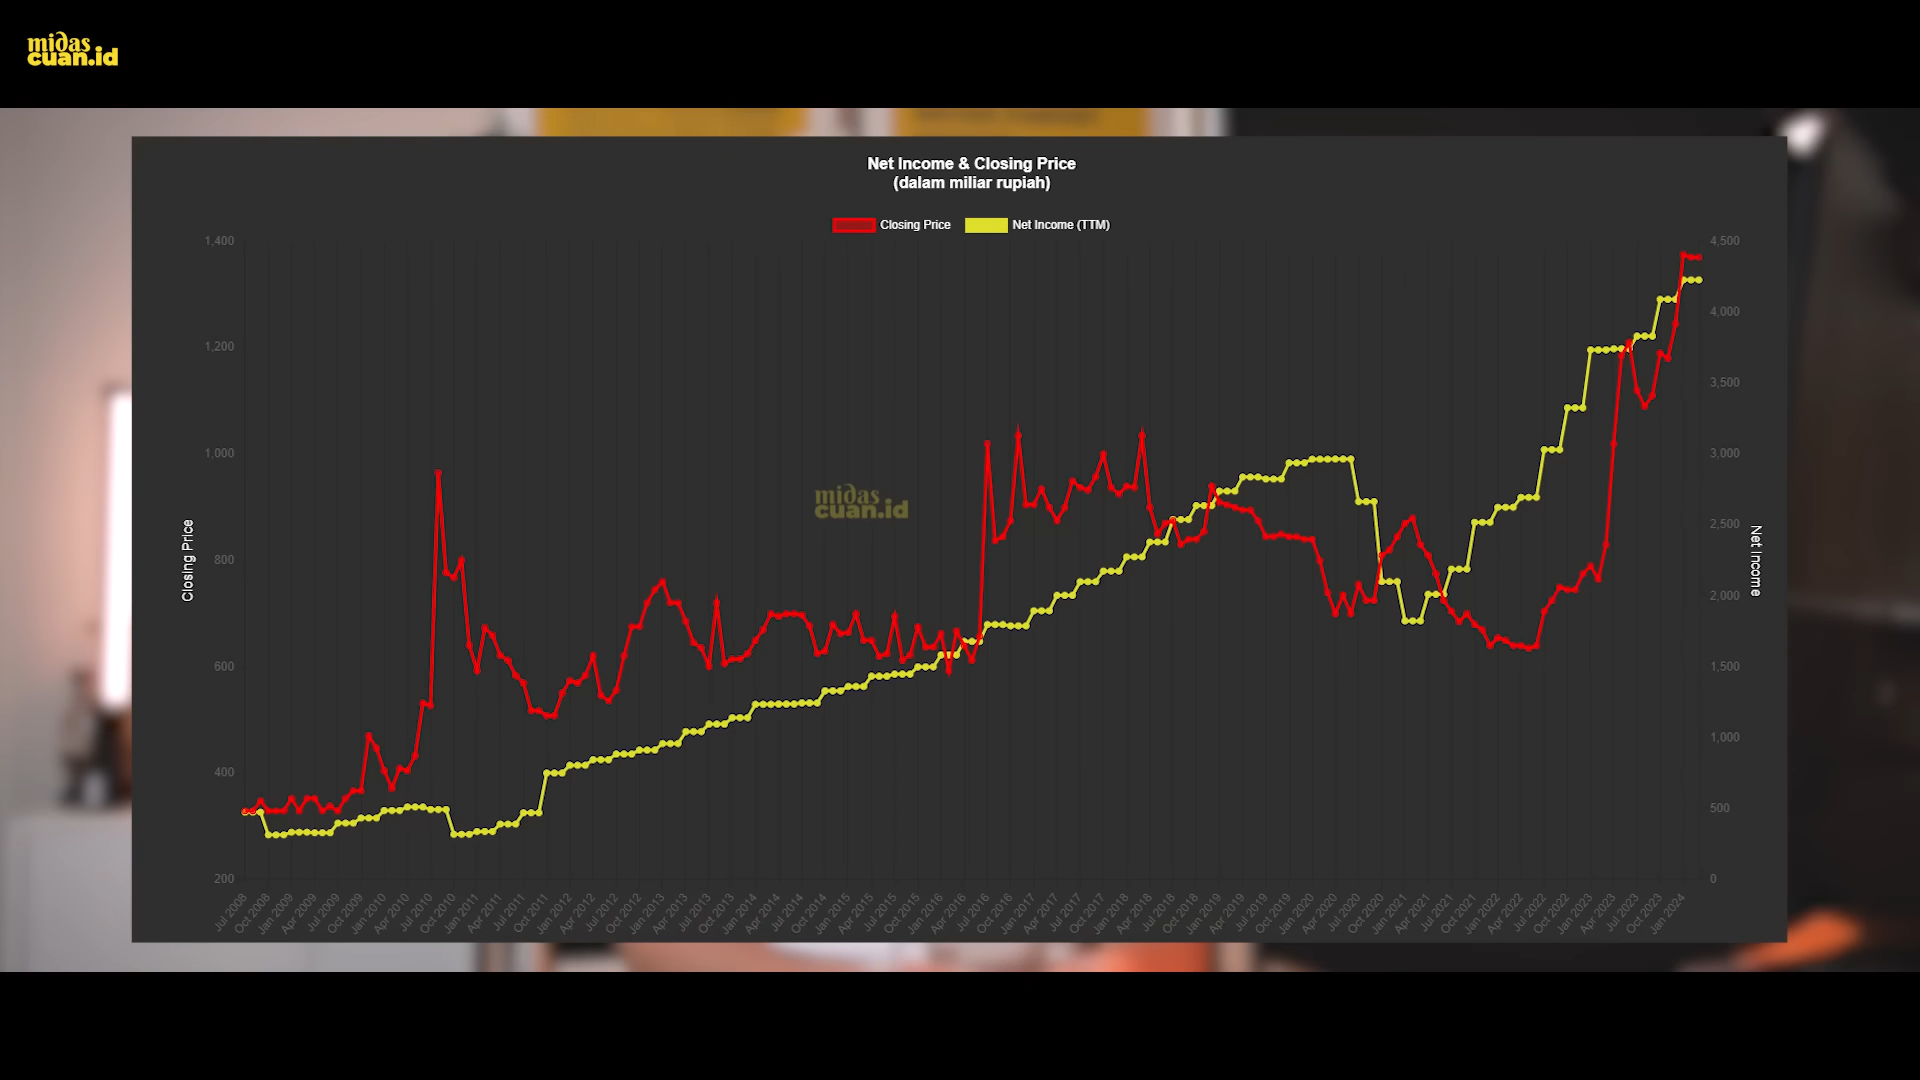 midas
cuan.id
Net Income & Closing Price
(dalam miliar rupiah)
Closing Price
Net Income (TTM)
1,400
1,200
1,000
800
600
400
200
Closing Price
midas
cuan.id
4,500
4,000
3,500
3,000
2,500
2,000
1,500
1,000
500
0
Net Income
Jul 2008
Oct 2008
Jan 2009
Apr 2009
Jul 2009
Oct 2009
Jan 2010
Apr 2010
Jul 2010
Oct 2010
Jan 2011
Apr 2011
Jul 2011
Oct 2011
Jan 2012
Apr 2012
Jul 2012
Oct 2012
Jan 2013
Apr 2013
Jul 2013
Oct 2013
Jan 2014
Apr 2014
Jul 2014
Oct 2014
Jan 2015
Apr 2015
Jul 2015
Oct 2015
Jan 2016
Apr 2016
Jul 2016
Oct 2016
Jan 2017
Apr 2017
Jul 2017
Oct 2017
Jan 2018
Apr 2018
Jul 2018
Oct 2018
Jan 2019
Apr 2019
Jul 2019
Oct 2019
Jan 2020
Apr 2020
Jul 2020
Oct 2020
Jan 2021
Apr 2021
Jul 2021
Oct 2021
Jan 2022
Apr 2022
Jul 2022
Oct 2022
Jan 2023
Apr 2023
Jul 2023
Oct 2023
Jan 2024